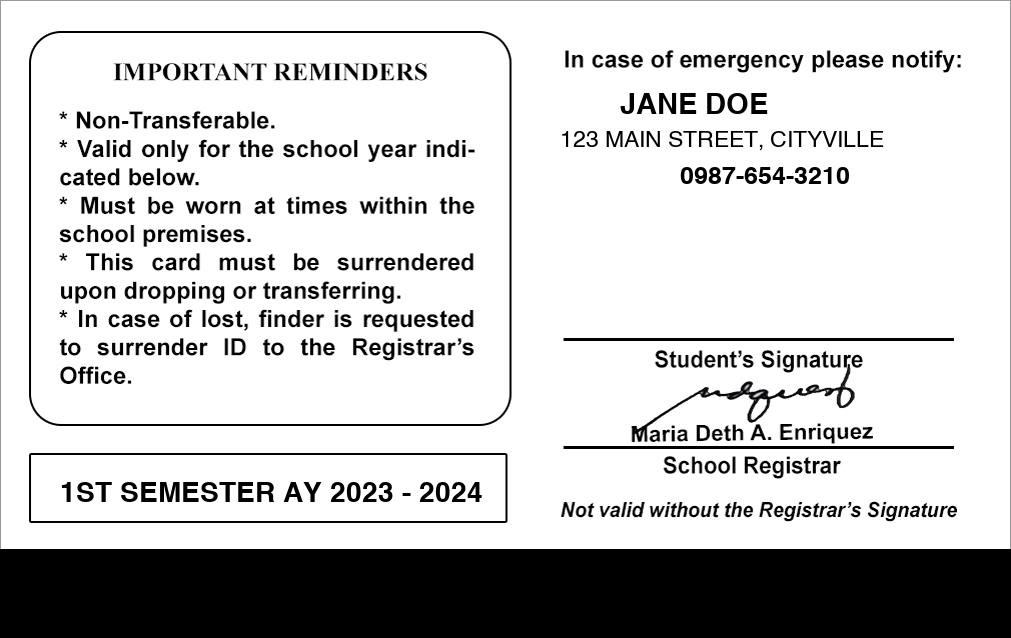 IMPORTANT REMINDERS
* Non-Transferable.
* Valid only for the school year indi-
cated below.
* Must be worn at times within the
school premises.
* This card must be surrendered
upon dropping or transferring.
* In case of lost, finder is requested
to surrender ID to the Registrar's
Office.
1ST SEMESTER AY 2023 - 2024
In case of emergency please notify:
JANE DOE
123 MAIN STREET, CITYVILLE
0987-654-3210
Student's Signature
Maria Deth A. Enriquez
School Registrar
Not valid without the Registrar's Signature